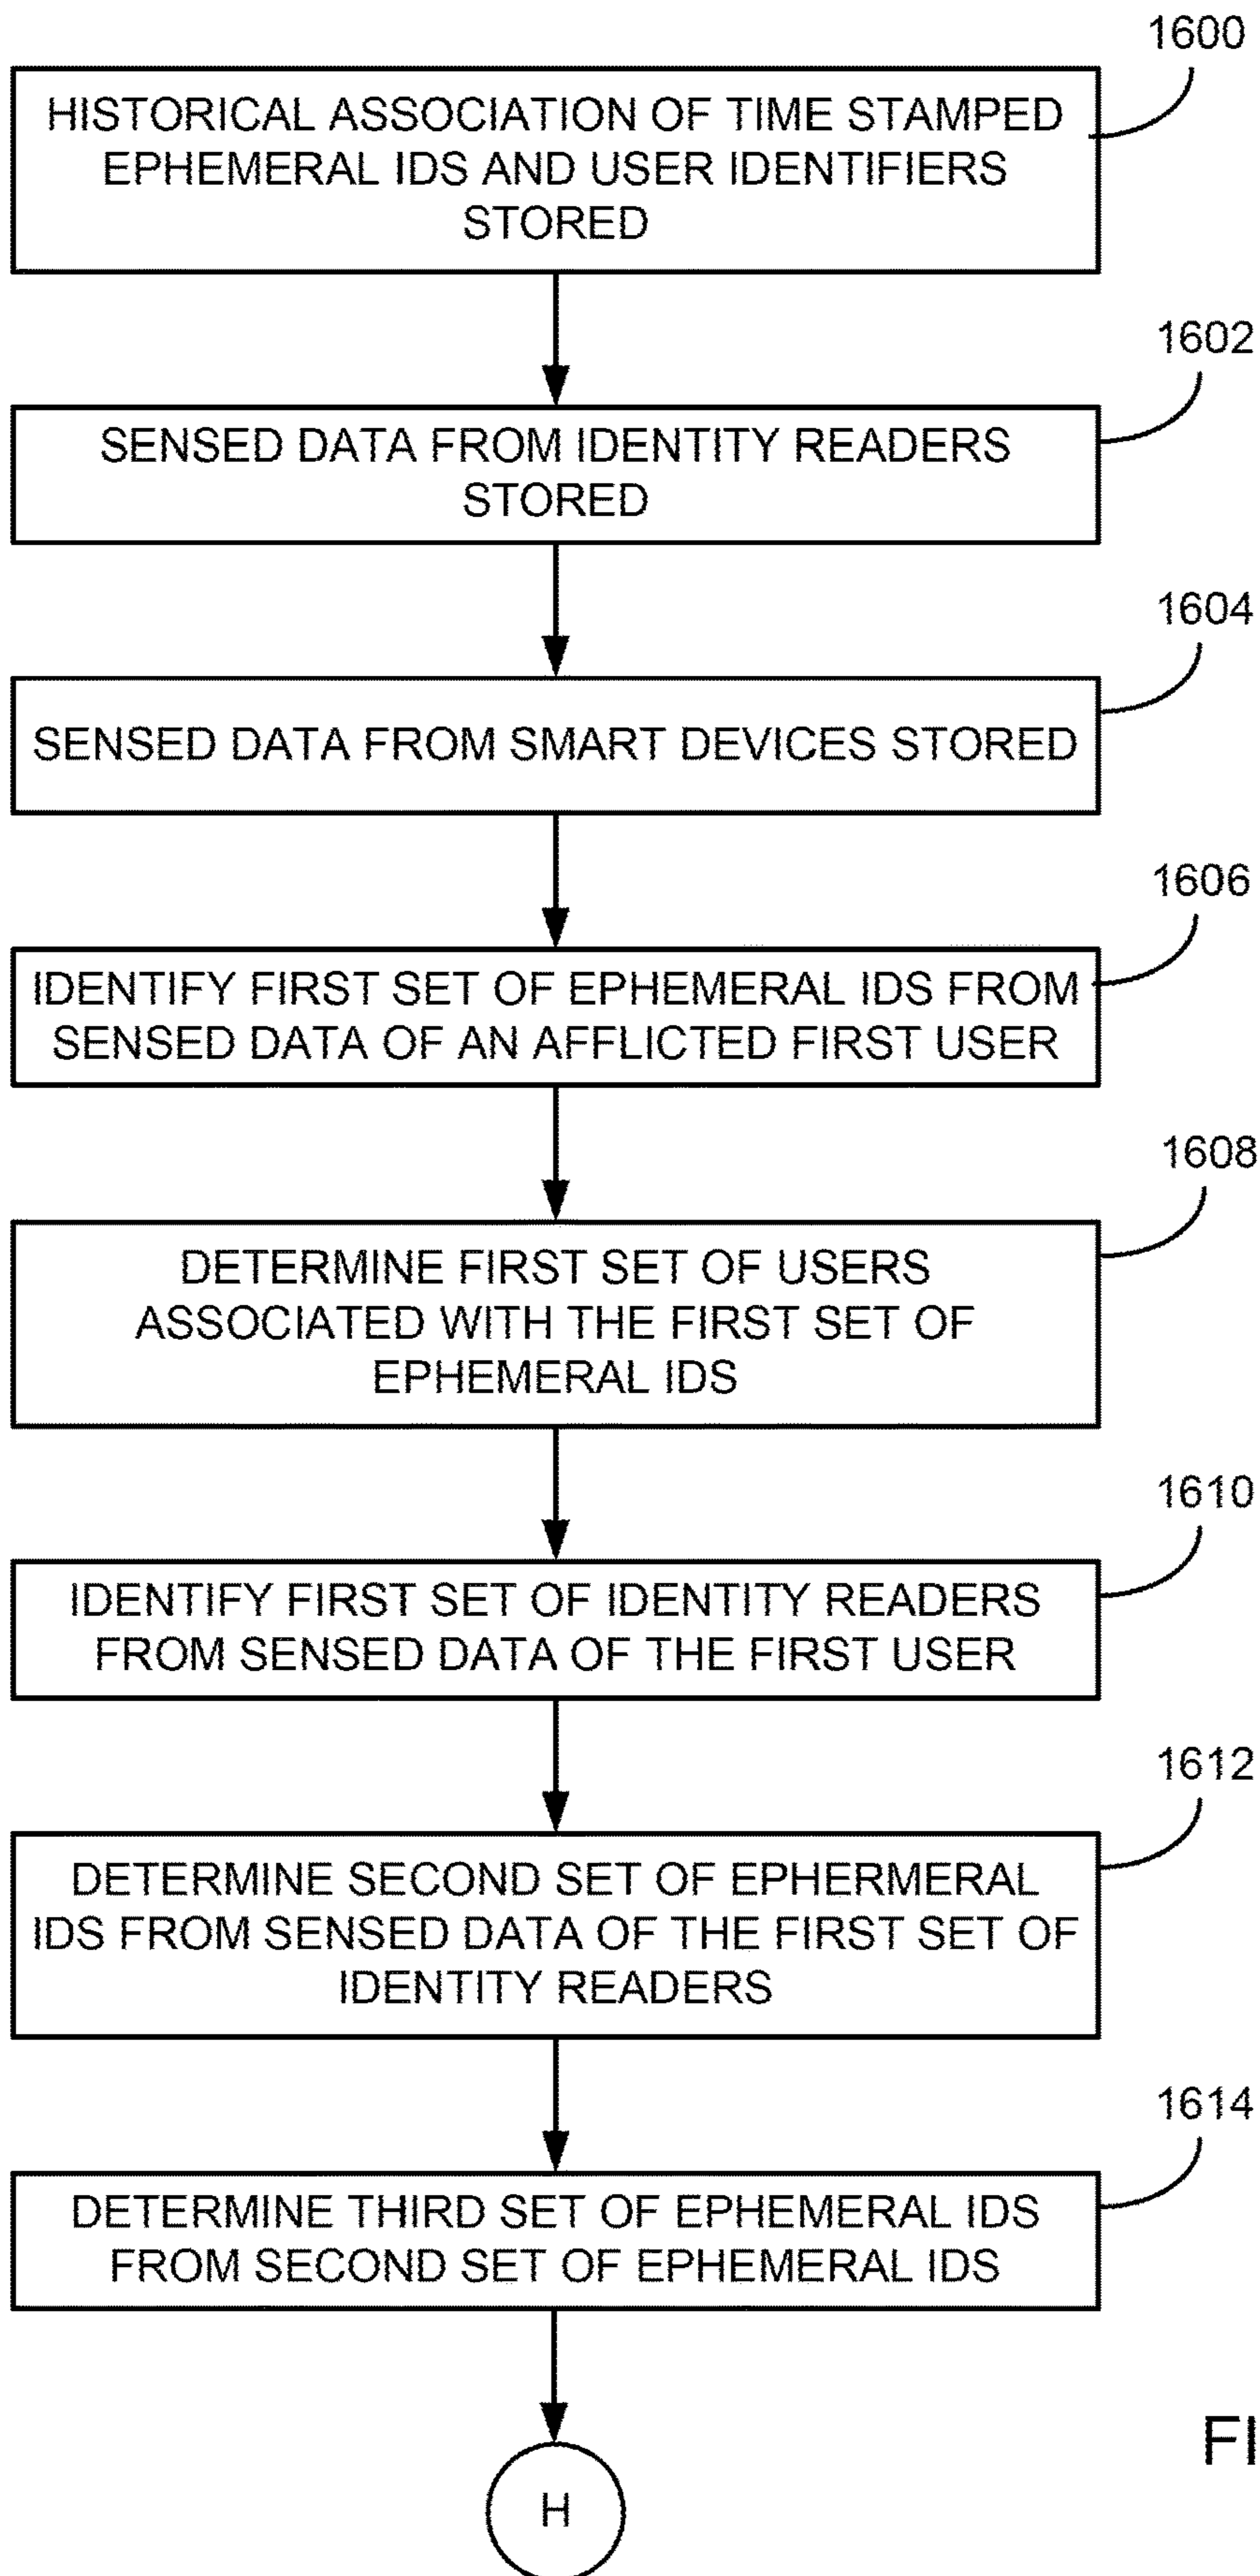 1600
HISTORICAL ASSOCIATION OF TIME STAMPED
EPHEMERAL IDS AND USER IDENTIFIERS
STORED
1602
SENSED DATA FROM IDENTITY READERS
STORED
1604
SENSED DATA FROM SMART DEVICES STORED
1606
IDENTIFY FIRST SET OF EPHEMERAL IDS FROM
SENSED DATA OF AN AFFLICTED FIRST USER
1608
DETERMINE FIRST SET OF USERS
ASSOCIATED WITH THE FIRST SET OF
EPHEMERAL IDS
1610
IDENTIFY FIRST SET OF IDENTITY READERS
FROM SENSED DATA OF THE FIRST USER
1612
DETERMINE SECOND SET OF EPHERMERAL
IDS FROM SENSED DATA OF THE FIRST SET OF
IDENTITY READERS
1614
DETERMINE THIRD SET OF EPHEMERAL IDS
FROM SECOND SET OF EPHEMERAL IDS
FI
H